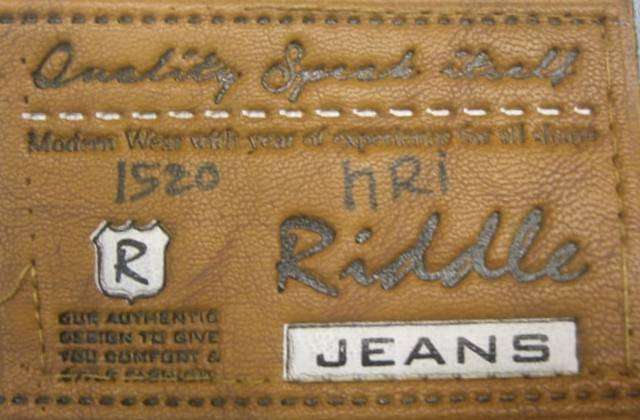 Quality Speak itself
Modern Wear with year of experience for all shape
1520
MRI
R
Riddle
OUR AUTHENTIC
DESIGN TO GIVE
YOU COMFORT &
JEANS